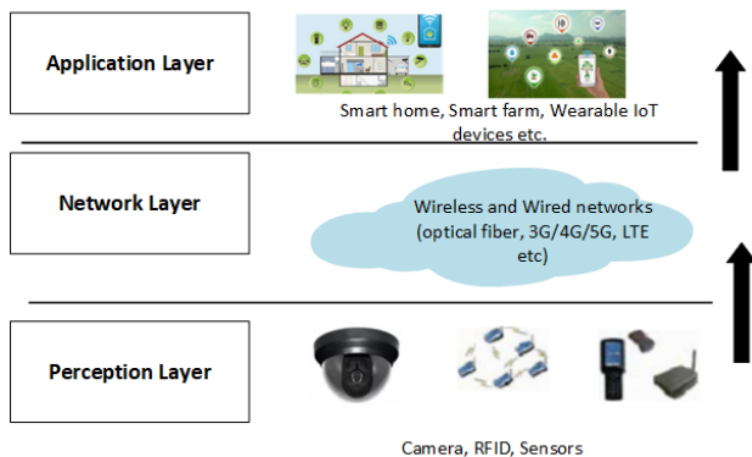 Application Layer
Smart home, Smart farm, Wearable IoT
devices etc.
Network Layer
Wireless and Wired networks
(optical fiber, 3G/4G/5G, LTE
etc)
Perception Layer
Camera, RFID, Sensors